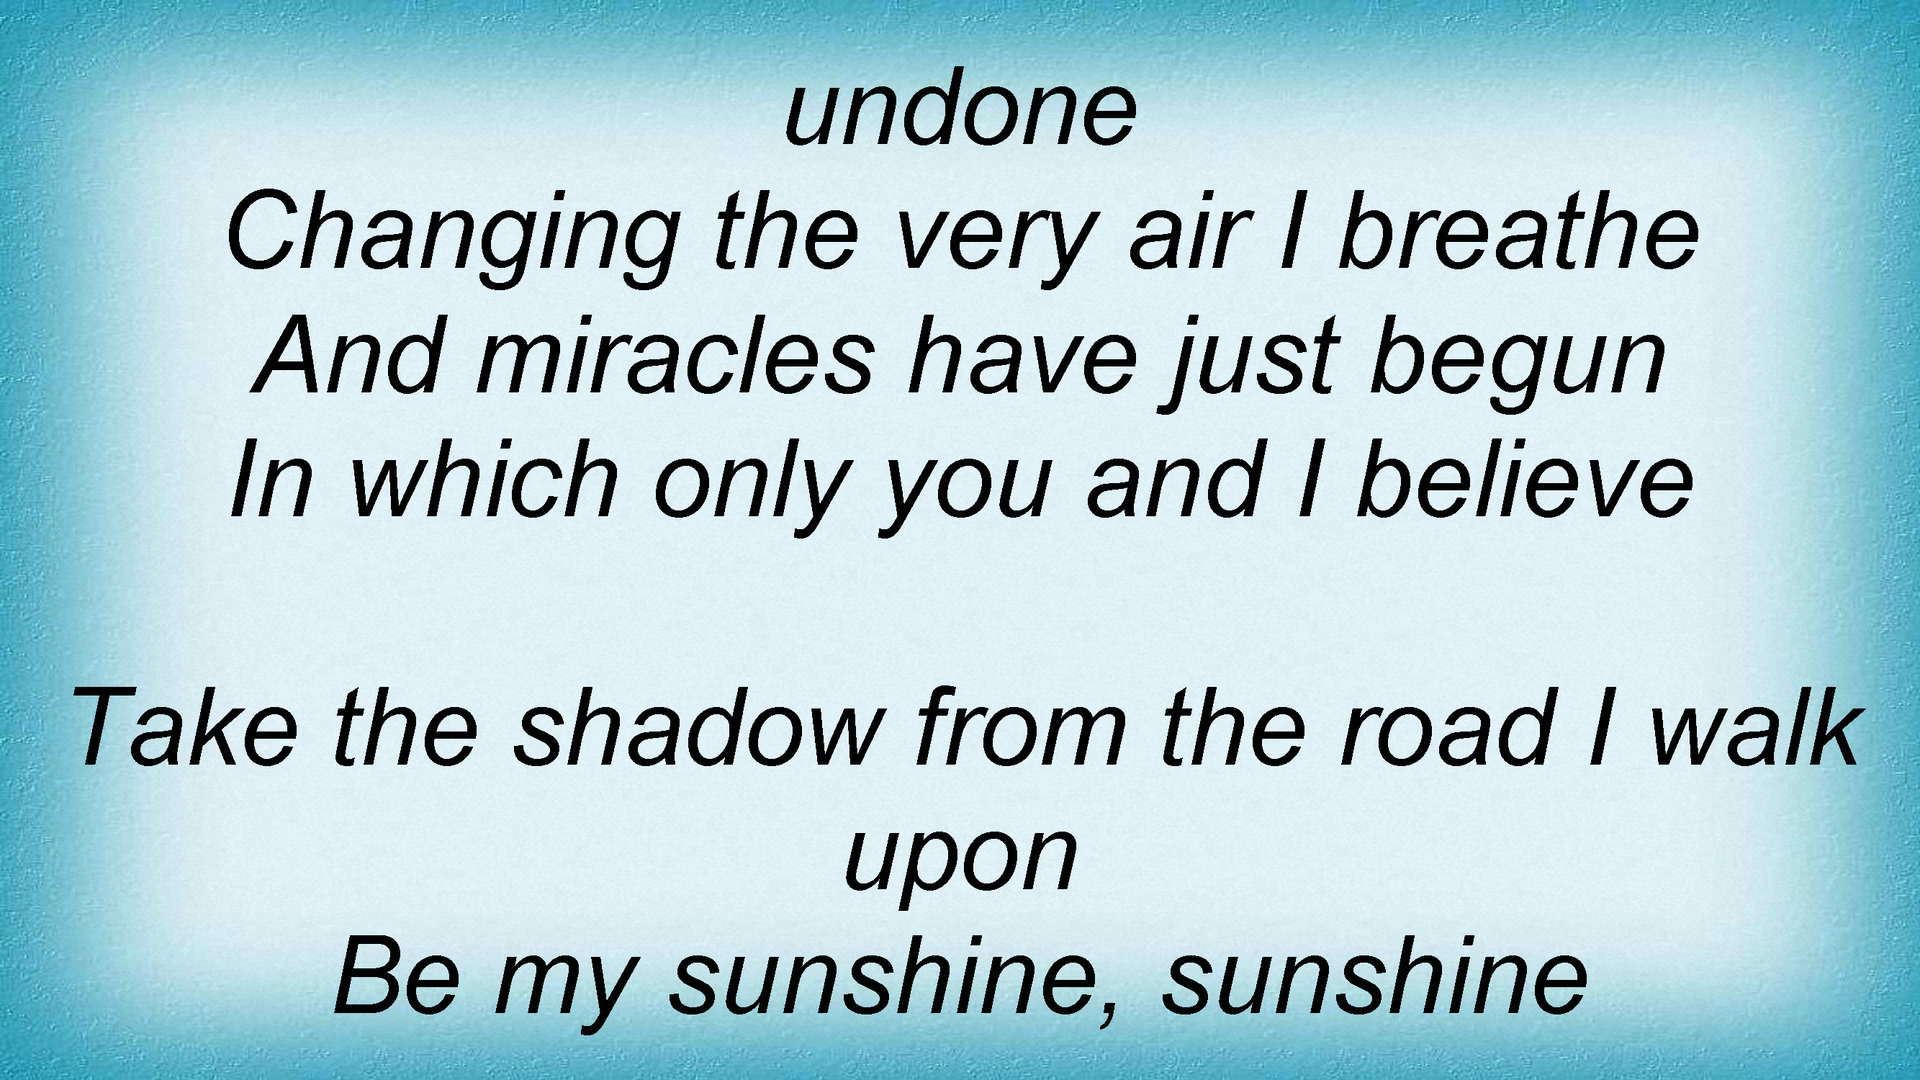 undone
Changing the very air I breathe
And miracles have just begun
In which only you and I believe
Take the shadow from the road I walk
upon
Be my sunshine, sunshine